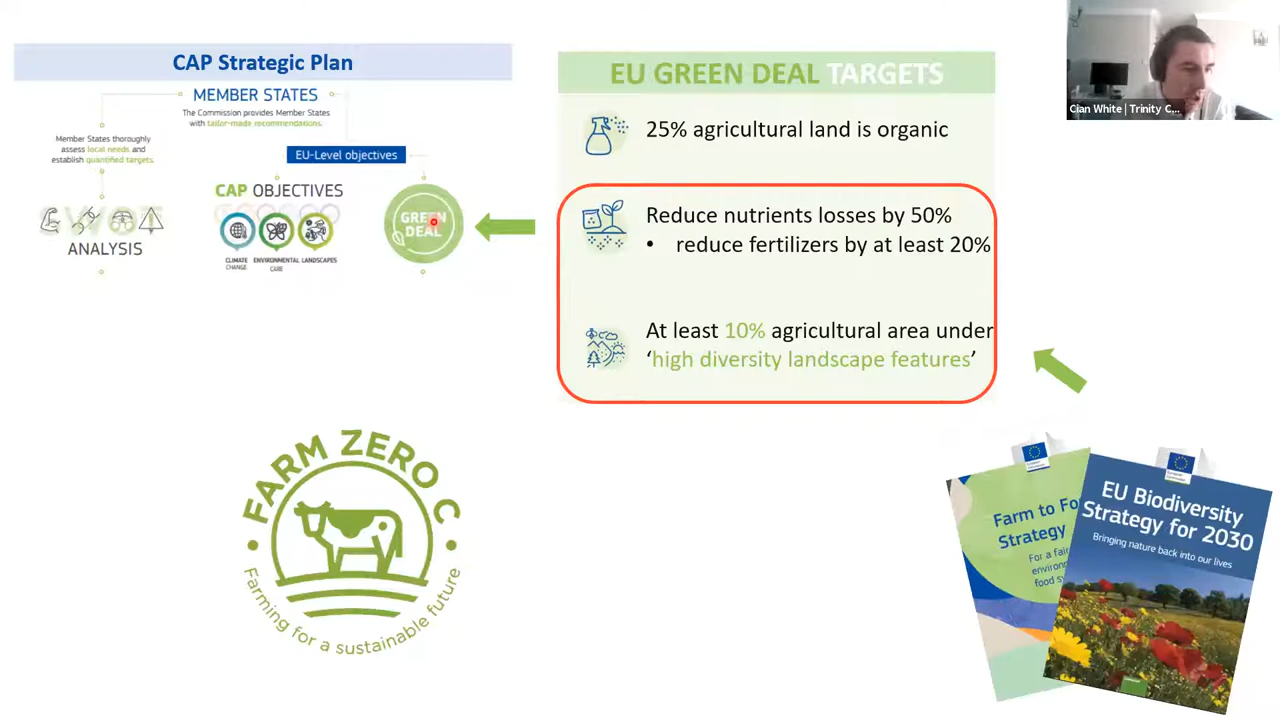 CAP Strategic Plan
MEMBER STATES
The Commission provides Member States
with tailor-made recommendations.
Member States thoroughly
assess local needs and
establish quantified targets.
EU-Level objectives
CAP OBJECTIVES
SWOT
ANALYSIS
CLIMATE
CHANGE
ENVIRONMENTAL
CARE
LANDSCAPES
GREEN
DEAL
EU GREEN DEAL TARGETS
25% agricultural land is organic
Reduce nutrients losses by 50%
• reduce fertilizers by at least 20%
At least 10% agricultural area under
‘high diversity landscape features’
Cian White | Trinity C...
FARM ZERO C
Farming for a sustainable future
Farm to Fo
Strategy
For a fair
environ
food sy
EU Biodiversity
Strategy for 2030
Bringing nature back into our lives